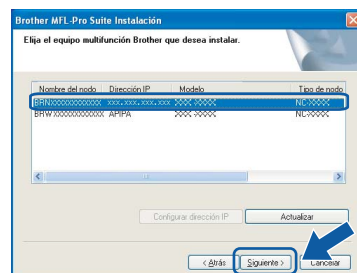 Brother MFL-Pro Suite Instalación
Elija el equipo multifunción Brother que desea instalar.
Nombre del nodo Dirección IP Modelo Tipo de nodo
BRNXXXXXXXXXXXX xxx.xxx.xxx.xxx XXX-XXXX NC-XXXX
BRWXXXXXXXXXXXX APIPA XXX-XXXX NC-XXXX
Configurar dirección IP Actualizar
< Atrás Siguiente > Cancelar